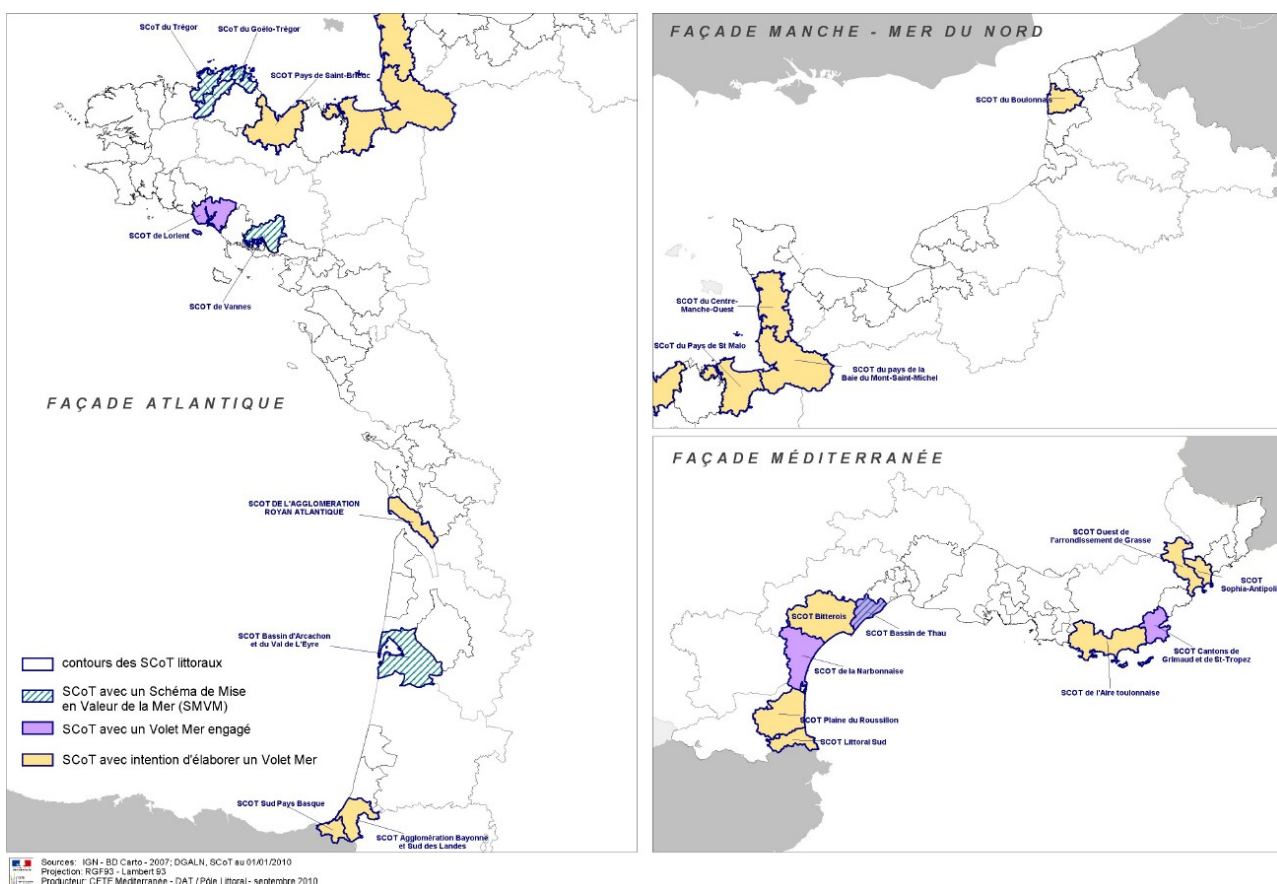 FAÇADE ATLANTIQUE
SCoT du Trégor
SCoT du Goëlo-Trégor
SCOT Pays de Saint-Brieuc
SCOT de Lorient
SCOT de Vannes
SCOT DE L'AGGLOMERATION
ROYAN ATLANTIQUE
SCOT Bassin d'Arcachon
et du Val de L'Eyre
SCOT Sud Pays Basque
SCOT Agglomération Bayonne
et Sud des Landes
contours des SCoT littoraux
SCoT avec un Schéma de Mise
en Valeur de la Mer (SMVM)
SCoT avec un Volet Mer engagé
SCoT avec intention d'élaborer un Volet Mer
FAÇADE MANCHE - MER DU NORD
SCOT du Boulonnais
SCOT du Centre-
Manche-Ouest
SCoT du Pays de St Malo
SCOT du pays de la
Baie du Mont-Saint-Michel
FAÇADE MÉDITERRANÉE
SCOT Ouest de
l'arrondissement de Grasse
SCOT
Sophia-Antipoli
SCOT Bitterois
SCOT Bassin de Thau
SCOT Cantons de
Grimaud et de St-Tropez
SCOT de la Narbonnaise
SCOT de l'Aire toulonnaise
SCOT Plaine du Roussillon
SCOT Littoral Sud
Sources: IGN - BD Carto - 2007; DGALN, SCoT au 01/01/2010
Projection: RGF93 - Lambert 93
Producteur: CETE Méditerranée - DAT / Pôle Littoral - septembre 2010